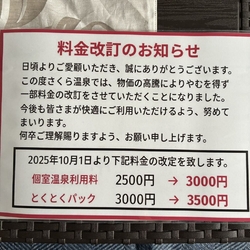 料金改訂のお知らせ
日頃よりご愛顧いただき、誠にありがとうございます。
この度さくら温泉では、物価の高騰によりやむを得ず
一部料金の改訂をさせていただくことになりました。
今後も皆さまが快適にご利用いただけるよう、努めて
まいります。
何卒ご理解賜りますよう、お願い申し上げます。
2025年10月1日より下記料金の改定を致します。
個室温泉利用料 2500円 → 3000円
とくとくパック 3000円 → 3500円